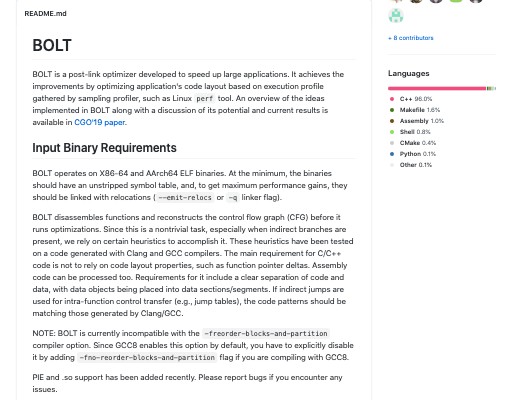 README.md
BOLT
BOLT is a post-link optimizer developed to speed up large applications. It achieves the
improvements by optimizing application's code layout based on execution profile
gathered by sampling profiler, such as Linux perf tool. An overview of the ideas
implemented in BOLT along with a discussion of its potential and current results is
available in CGO'19 paper.
Input Binary Requirements
BOLT operates on X86-64 and AArch64 ELF binaries. At the minimum, the binaries
should have an unstripped symbol table, and, to get maximum performance gains, they
should be linked with relocations ( --emit-relocs or -q linker flag).
BOLT disassembles functions and reconstructs the control flow graph (CFG) before it
runs optimizations. Since this is a nontrivial task, especially when indirect branches are
present, we rely on certain heuristics to accomplish it. These heuristics have been tested
on a code generated with Clang and GCC compilers. The main requirement for C/C++
code is not to rely on code layout properties, such as function pointer deltas. Assembly
code can be processed too. Requirements for it include a clear separation of code and
data, with data objects being placed into data sections/segments. If indirect jumps are
used for intra-function control transfer (e.g., jump tables), the code patterns should be
matching those generated by Clang/GCC.
NOTE: BOLT is currently incompatible with the -freorder-blocks-and-partition
compiler option. Since GCC8 enables this option by default, you have to explicitly disable
it by adding -fno-reorder-blocks-and-partition flag if you are compiling with GCC8.
PIE and .so support has been added recently. Please report bugs if you encounter any
issues.
+ 8 contributors
Languages
C++ 96.0%
Makefile 1.6%
Assembly 1.0%
Shell 0.8%
CMake 0.4%
Python 0.1%
Other 0.1%